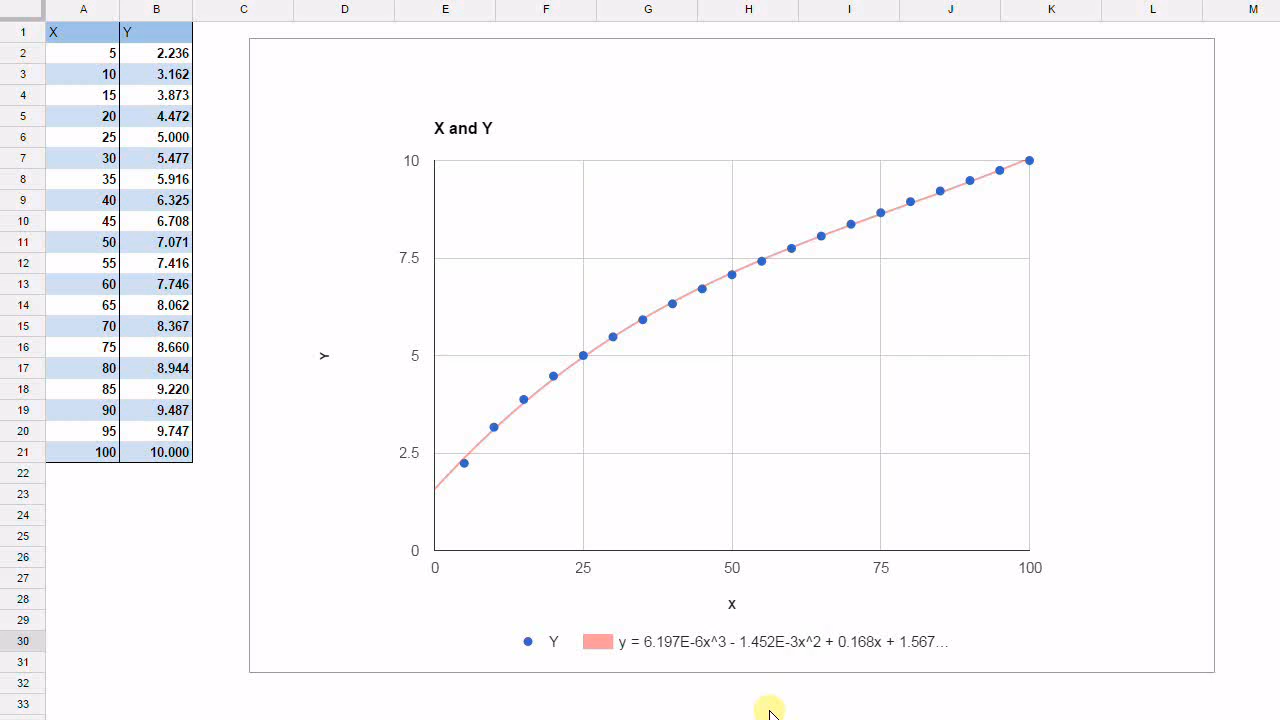 A B C D E F G H I J K L M
1 X Y
2 5 2.236
3 10 3.162
4 15 3.873
5 20 4.472
6 25 5.000
7 30 5.477
8 35 5.916
9 40 6.325
10 45 6.708
11 50 7.071
12 55 7.416
13 60 7.746
14 65 8.062
15 70 8.367
16 75 8.660
17 80 8.944
18 85 9.220
19 90 9.487
20 95 9.747
21 100 10.000
22
23
24
25
26
27
28
29
30
31
32
33
X and Y
10
7.5
5
2.5
0
Y
0 25 50 75 100
X
Y y = 6.197E-6x^3 - 1.452E-3x^2 + 0.168x + 1.567…